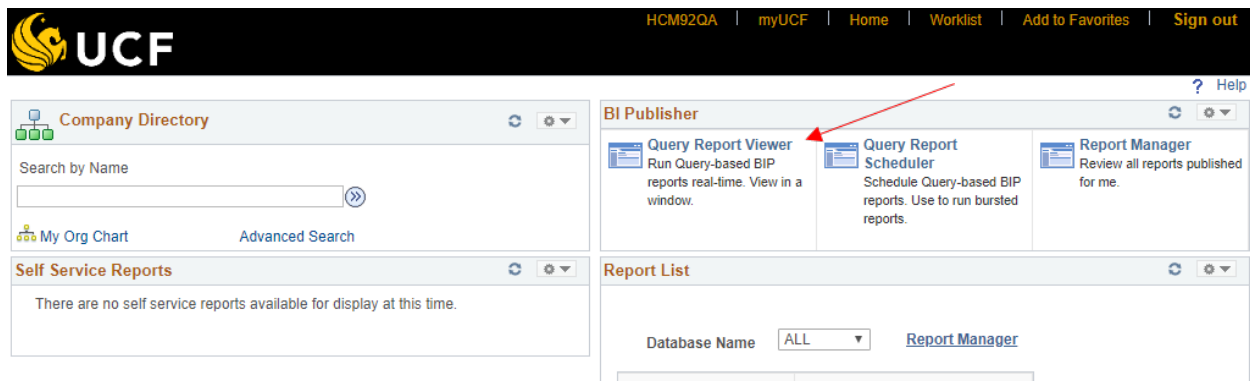 UCF
HCM92QA | myUCF | Home | Worklist | Add to Favorites | Sign out
? Help
Company Directory
Search by Name
My Org Chart
Advanced Search
BI Publisher
Query Report Viewer
Run Query-based BIP
reports real-time. View in a
window.
Query Report
Scheduler
Schedule Query-based BIP
reports. Use to run bursted
reports.
Report Manager
Review all reports published
for me.
Self Service Reports
There are no self service reports available for display at this time.
Report List
Database Name ALL Report Manager